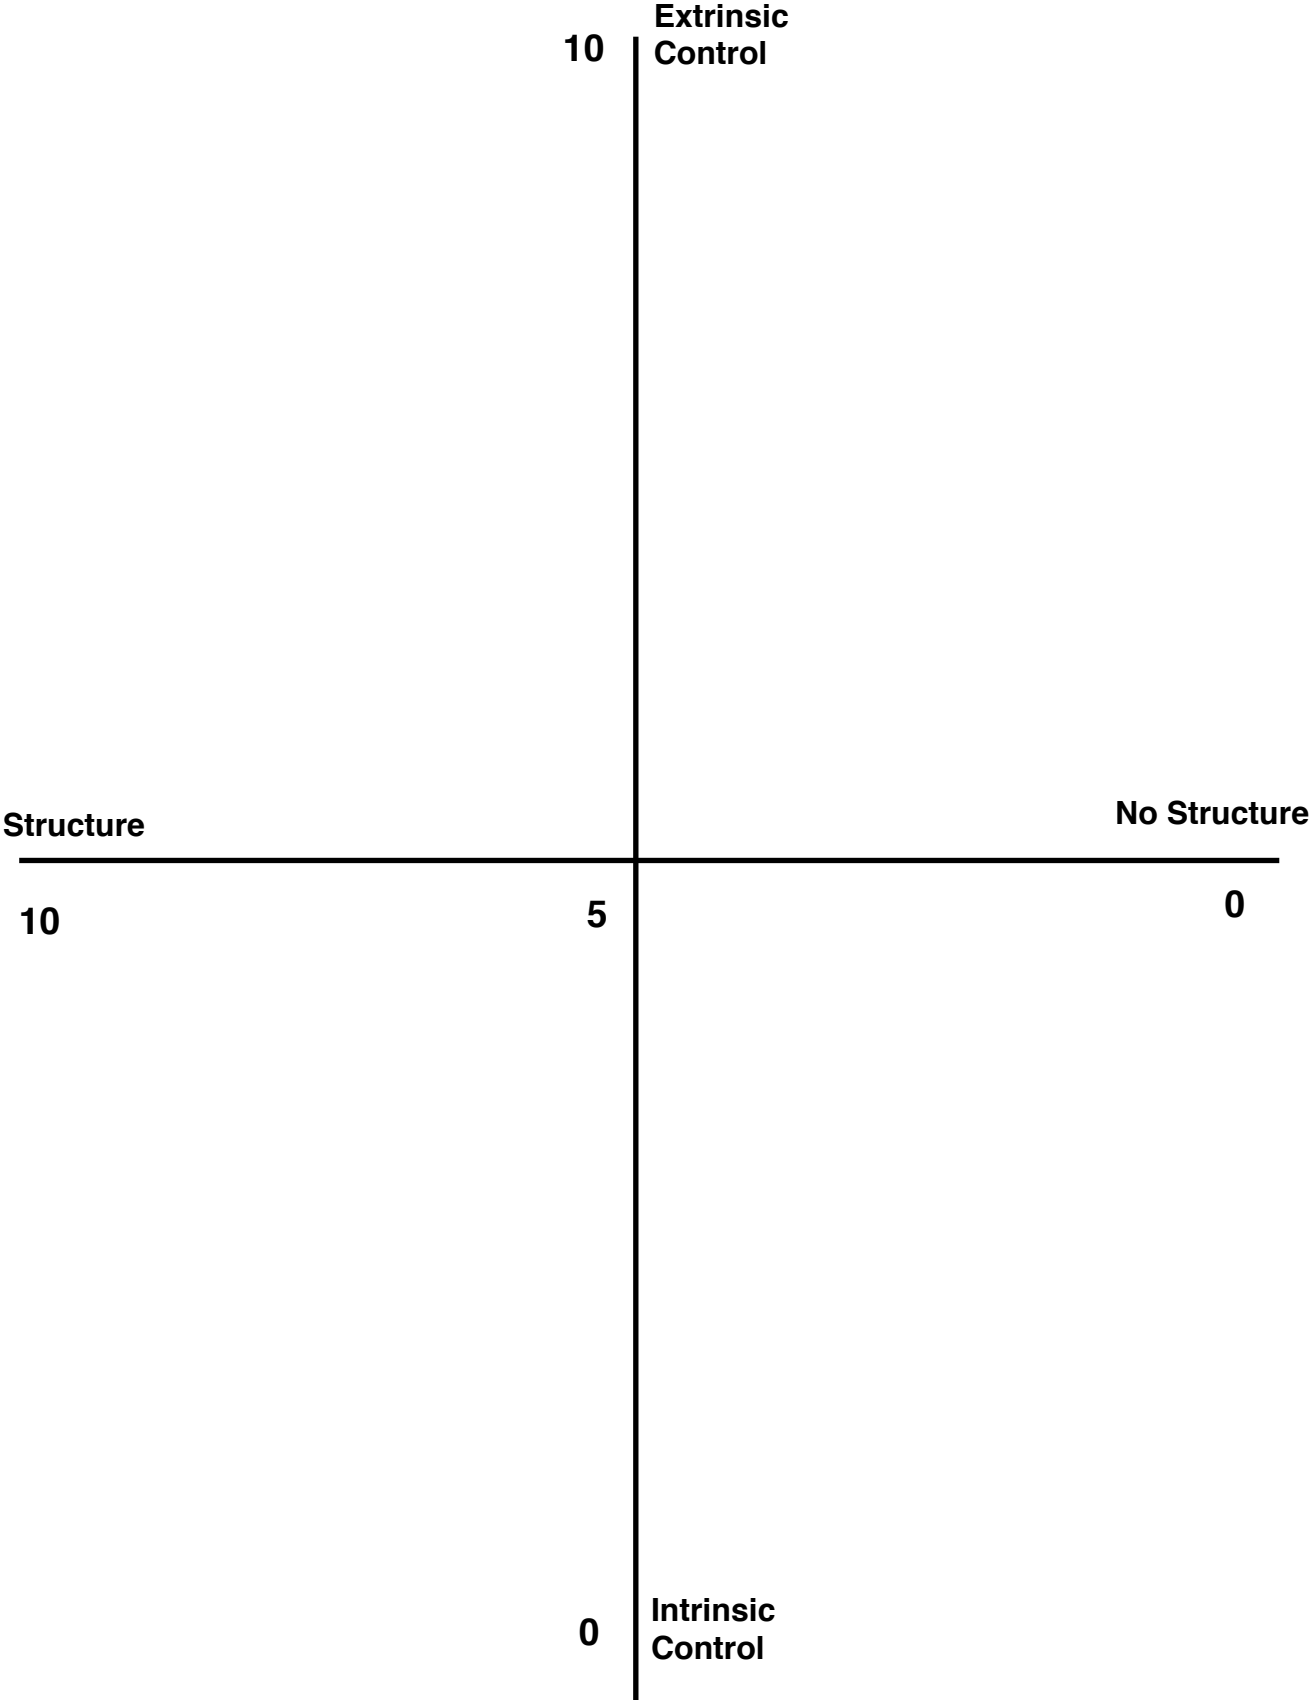 Extrinsic
10
Control
Structure
No Structure
10
5
0
Intrinsic
0
Control